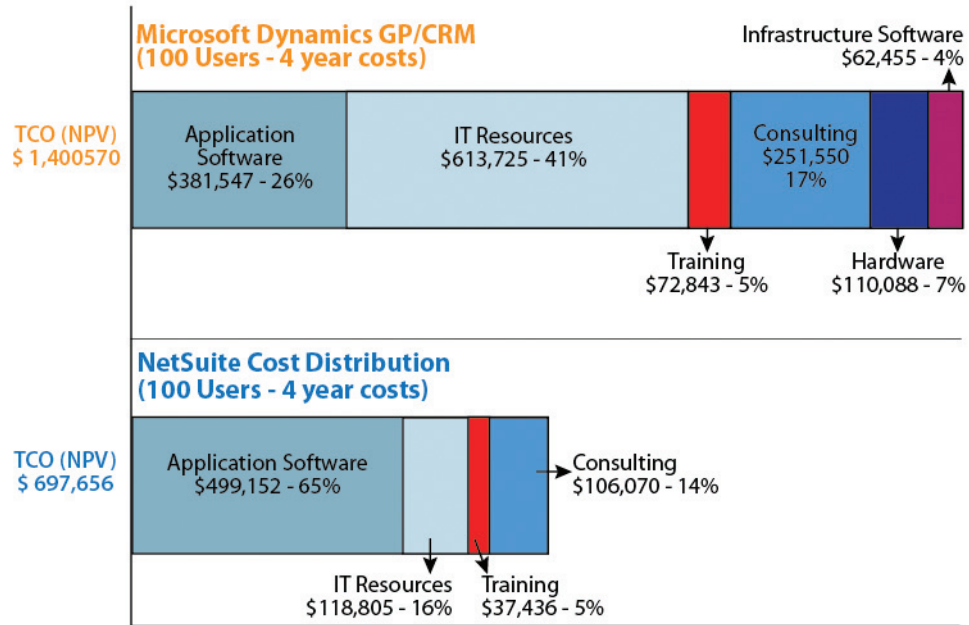 Microsoft Dynamics GP/CRM
(100 Users - 4 year costs)
Infrastructure Software
$62,455 - 4%
TCO (NPV)
$ 1,400570
Application
Software
$381,547 - 26%
IT Resources
$613,725 - 41%
Consulting
$251,550
17%
Training
$72,843 - 5%
Hardware
$110,088 - 7%
NetSuite Cost Distribution
(100 Users - 4 year costs)
TCO (NPV)
$ 697,656
Application Software
$499,152 - 65%
Consulting
$106,070 - 14%
IT Resources
$118,805 - 16%
Training
$37,436 - 5%